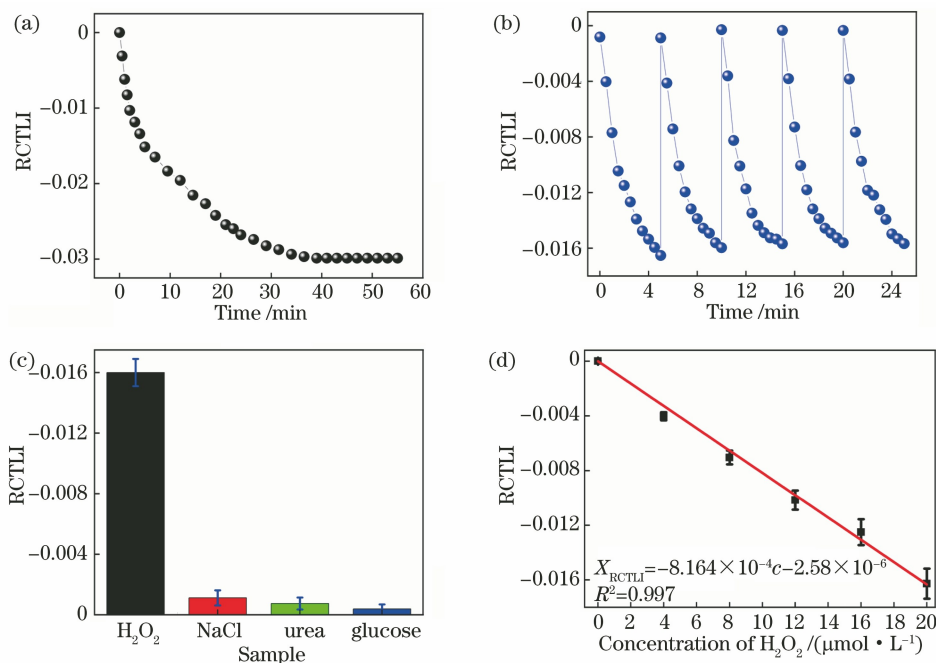 (a)
0
−0.01
−0.02
−0.03
RCTLI
0 10 20 30 40 50 60
Time /min
(b)
0
−0.004
−0.008
−0.012
−0.016
RCTLI
0 4 8 12 16 20 24
Time /min
(c)
−0.016
−0.012
−0.008
−0.004
0
RCTLI
H₂O₂ NaCl urea glucose
Sample
(d)
0
−0.004
−0.008
−0.012
−0.016
RCTLI
X_RCTLI=−8.164×10⁻⁴c−2.58×10⁻⁶
R²=0.997
0 2 4 6 8 10 12 14 16 18 20
Concentration of H₂O₂ /(μmol • L⁻¹)